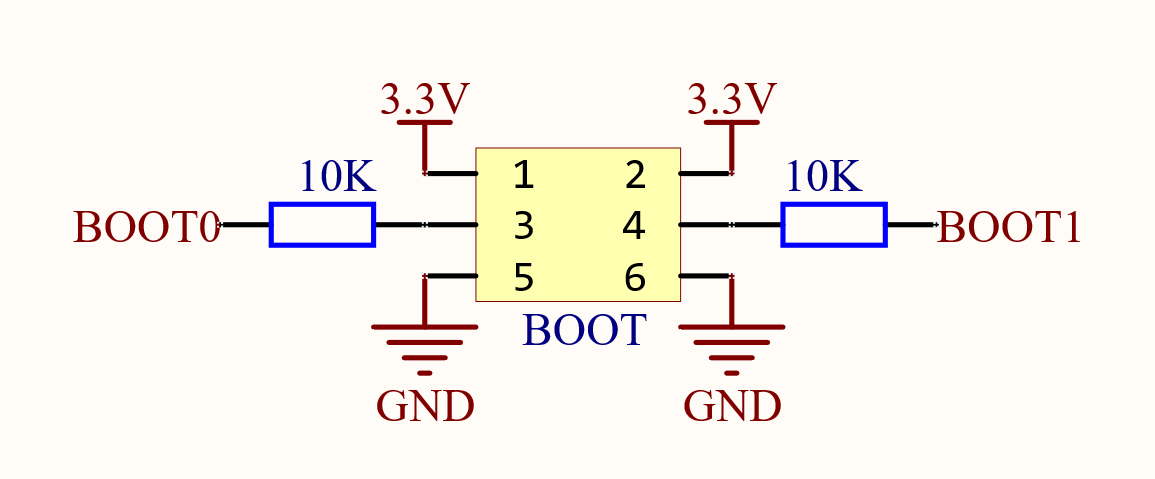 3.3V 3.3V
10K 1 2 10K
BOOT0 3 4 BOOT1
5 6
BOOT
GND GND